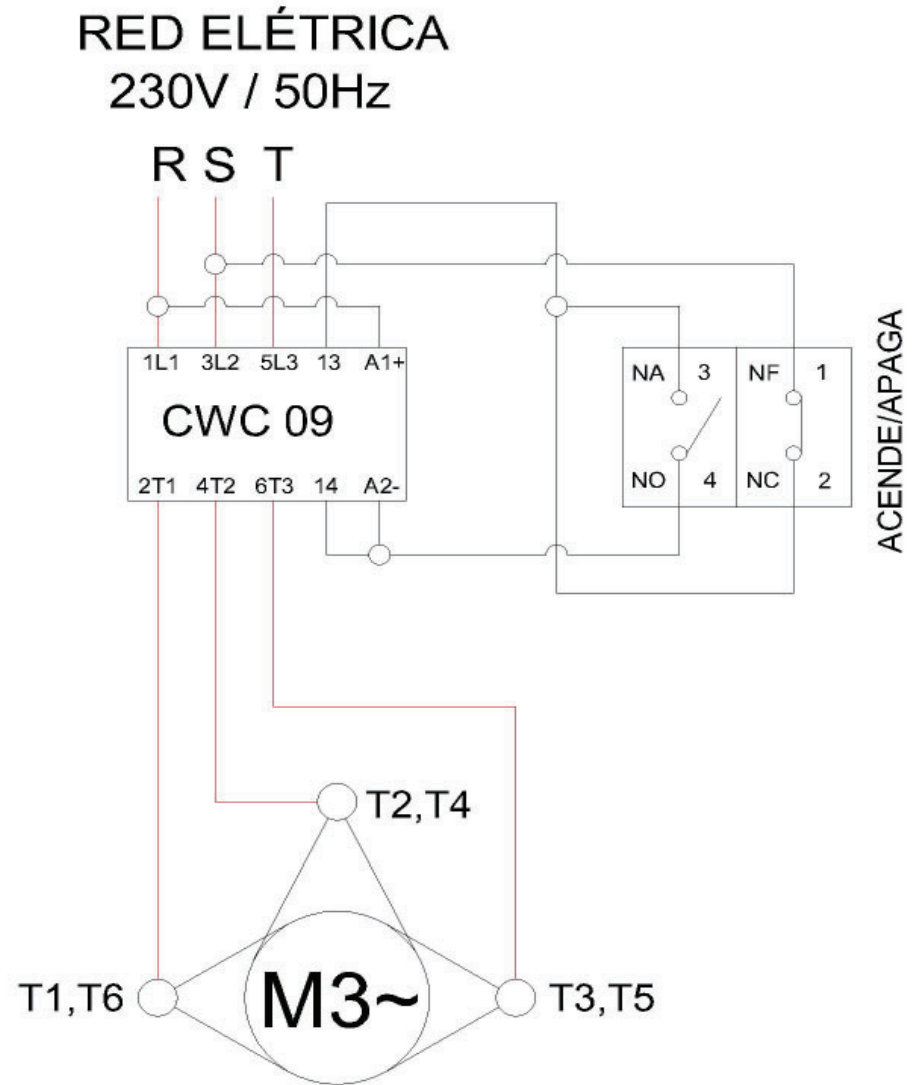 RED ELÉTRICA
230V / 50Hz
R S T
1L1 3L2 5L3 13 A1+
CWC 09
2T1 4T2 6T3 14 A2-
NA 3 NF 1
NO 4 NC 2
ACENDE/APAGA
T2,T4
T1,T6
M3~
T3,T5